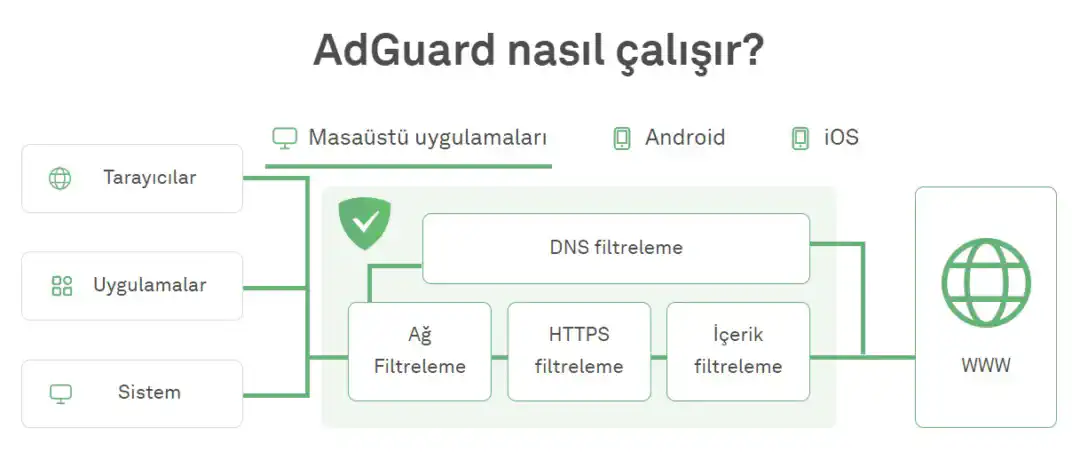 AdGuard nasıl çalışır?
Masaüstü uygulamaları
Android
iOS
Tarayıcılar
Uygulamalar
Sistem
DNS filtreleme
Ağ
Filtreleme
HTTPS
filtreleme
İçerik
filtreleme
WWW